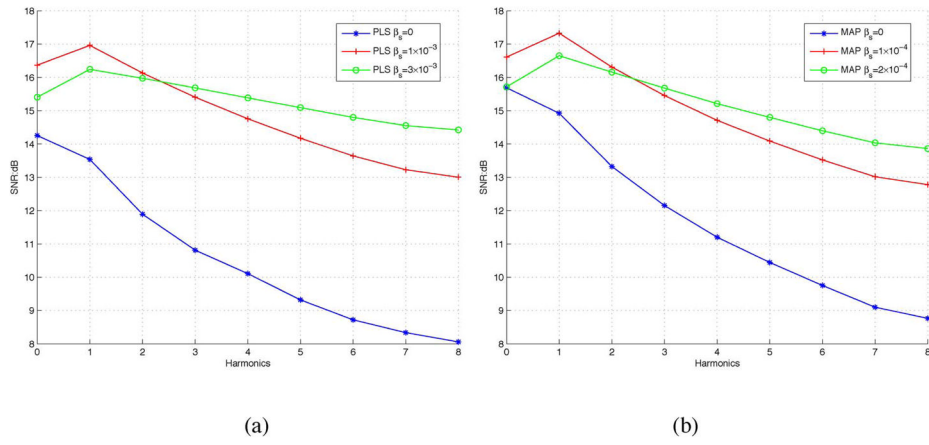 18
17
16
15
14
13
12
11
10
9
8
SNR:dB
0 1 2 3 4 5 6 7 8
Harmonics
PLS βs=0
PLS βs=1×10⁻³
PLS βs=3×10⁻³
(a)
18
17
16
15
14
13
12
11
10
9
8
SNR:dB
0 1 2 3 4 5 6 7 8
Harmonics
MAP βs=0
MAP βs=1×10⁻⁴
MAP βs=2×10⁻⁴
(b)